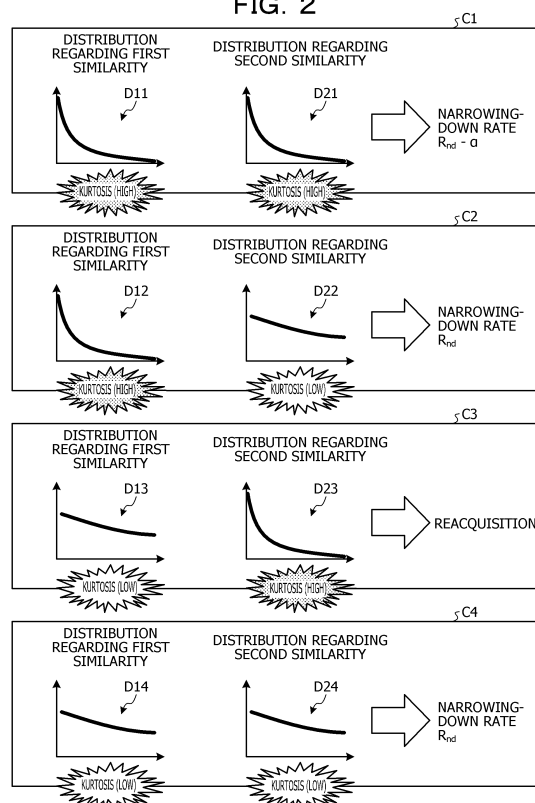 FIG. 2
C1
DISTRIBUTION
REGARDING FIRST
SIMILARITY
DISTRIBUTION REGARDING
SECOND SIMILARITY
D11
D21
NARROWING-
DOWN RATE
Rnd - α
KURTOSIS (HIGH)
KURTOSIS (HIGH)
C2
DISTRIBUTION
REGARDING FIRST
SIMILARITY
DISTRIBUTION REGARDING
SECOND SIMILARITY
D12
D22
NARROWING-
DOWN RATE
Rnd
KURTOSIS (HIGH)
KURTOSIS (LOW)
C3
DISTRIBUTION
REGARDING FIRST
SIMILARITY
DISTRIBUTION REGARDING
SECOND SIMILARITY
D13
D23
REACQUISITION
KURTOSIS (LOW)
KURTOSIS (HIGH)
C4
DISTRIBUTION
REGARDING FIRST
SIMILARITY
DISTRIBUTION REGARDING
SECOND SIMILARITY
D14
D24
NARROWING-
DOWN RATE
Rnd
KURTOSIS (LOW)
KURTOSIS (LOW)